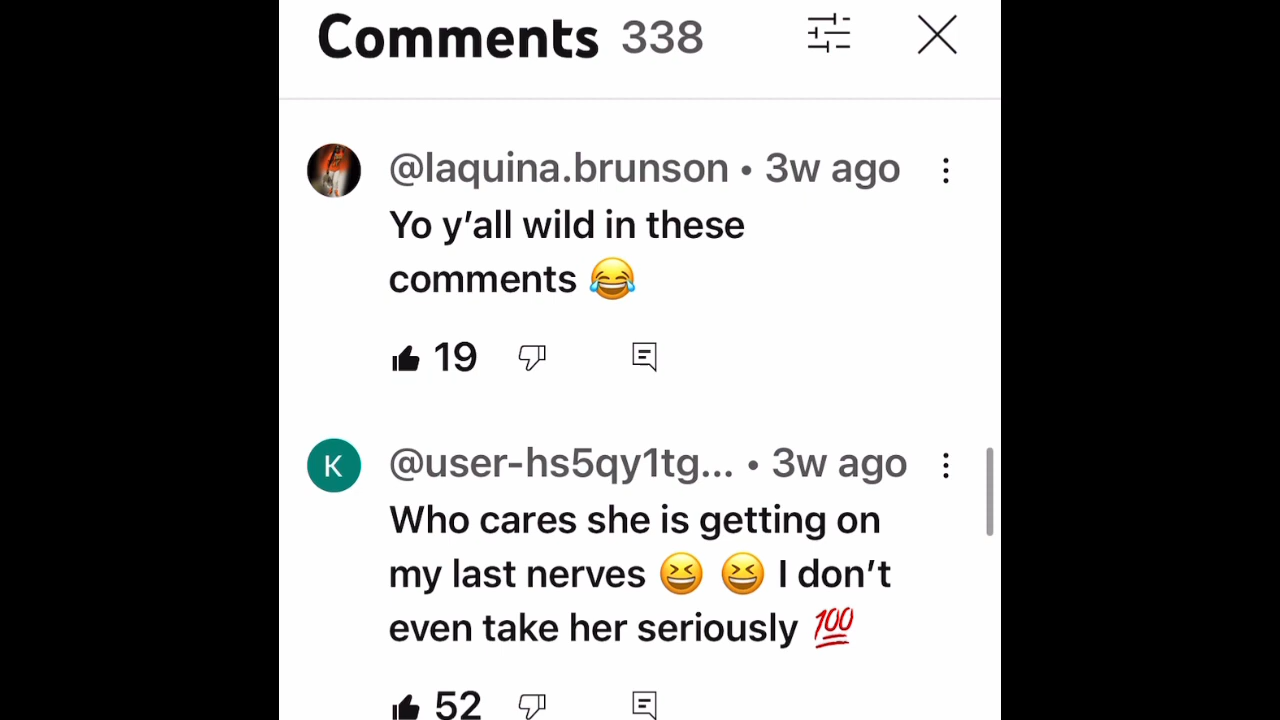 Comments 338
@laquina.brunson • 3w ago
Yo y’all wild in these
comments 😂
19
K @user-hs5qy1tg... • 3w ago
Who cares she is getting on
my last nerves 😆 😆 I don’t
even take her seriously 💯
52